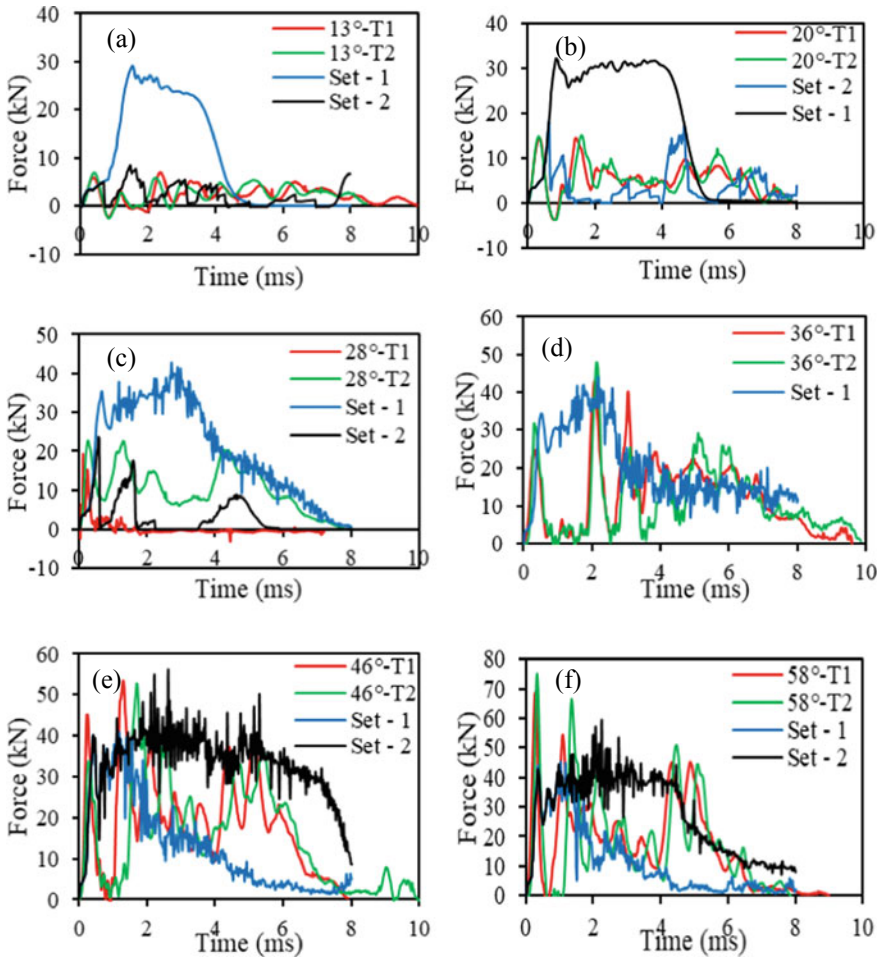 (a)
13°-T1
13°-T2
Set - 1
Set - 2
Force (kN)
40
30
20
10
0
-10
0 2 4 6 8 10
Time (ms)
(b)
20°-T1
20°-T2
Set - 2
Set - 1
Force (kN)
40
30
20
10
0
-10
0 2 4 6 8 10
Time (ms)
(c)
28°-T1
28°-T2
Set - 1
Set - 2
Force (kN)
50
40
30
20
10
0
-10
0 2 4 6 8 10
Time (ms)
(d)
36°-T1
36°-T2
Set - 1
Force (kN)
60
50
40
30
20
10
0
0 2 4 6 8 10
Time (ms)
(e)
46°-T1
46°-T2
Set - 1
Set - 2
Force (kN)
60
50
40
30
20
10
0
0 2 4 6 8 10
Time (ms)
(f)
58°-T1
58°-T2
Set - 1
Set - 2
Force (kN)
80
70
60
50
40
30
20
10
0
0 2 4 6 8 10
Time (ms)